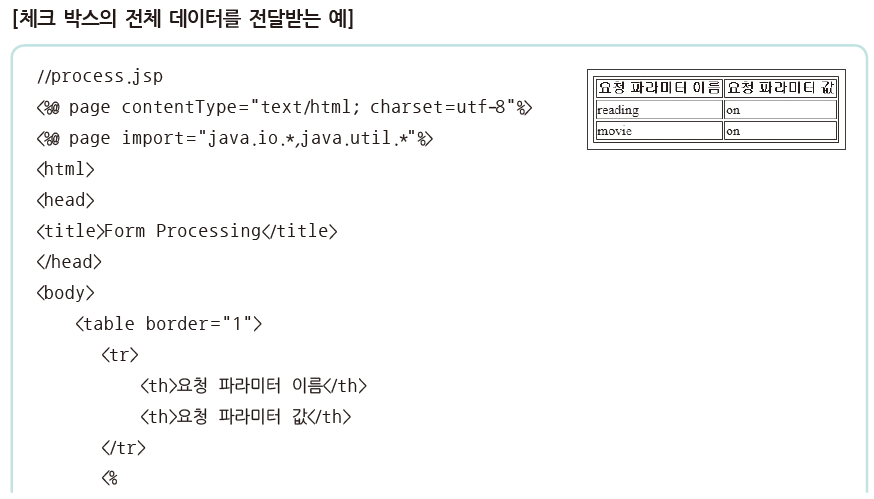 [체크 박스의 전체 데이터를 전달받는 예]
//process.jsp
<%@ page contentType="text/html; charset=utf-8"%>
<%@ page import="java.io.*,java.util.*"%>
<html>
<head>
<title>Form Processing</title>
</head>
<body>
<table border="1">
<tr>
<th>요청 파라미터 이름</th>
<th>요청 파라미터 값</th>
</tr>
<%
요청 파라미터 이름 요청 파라미터 값
reading on
movie on